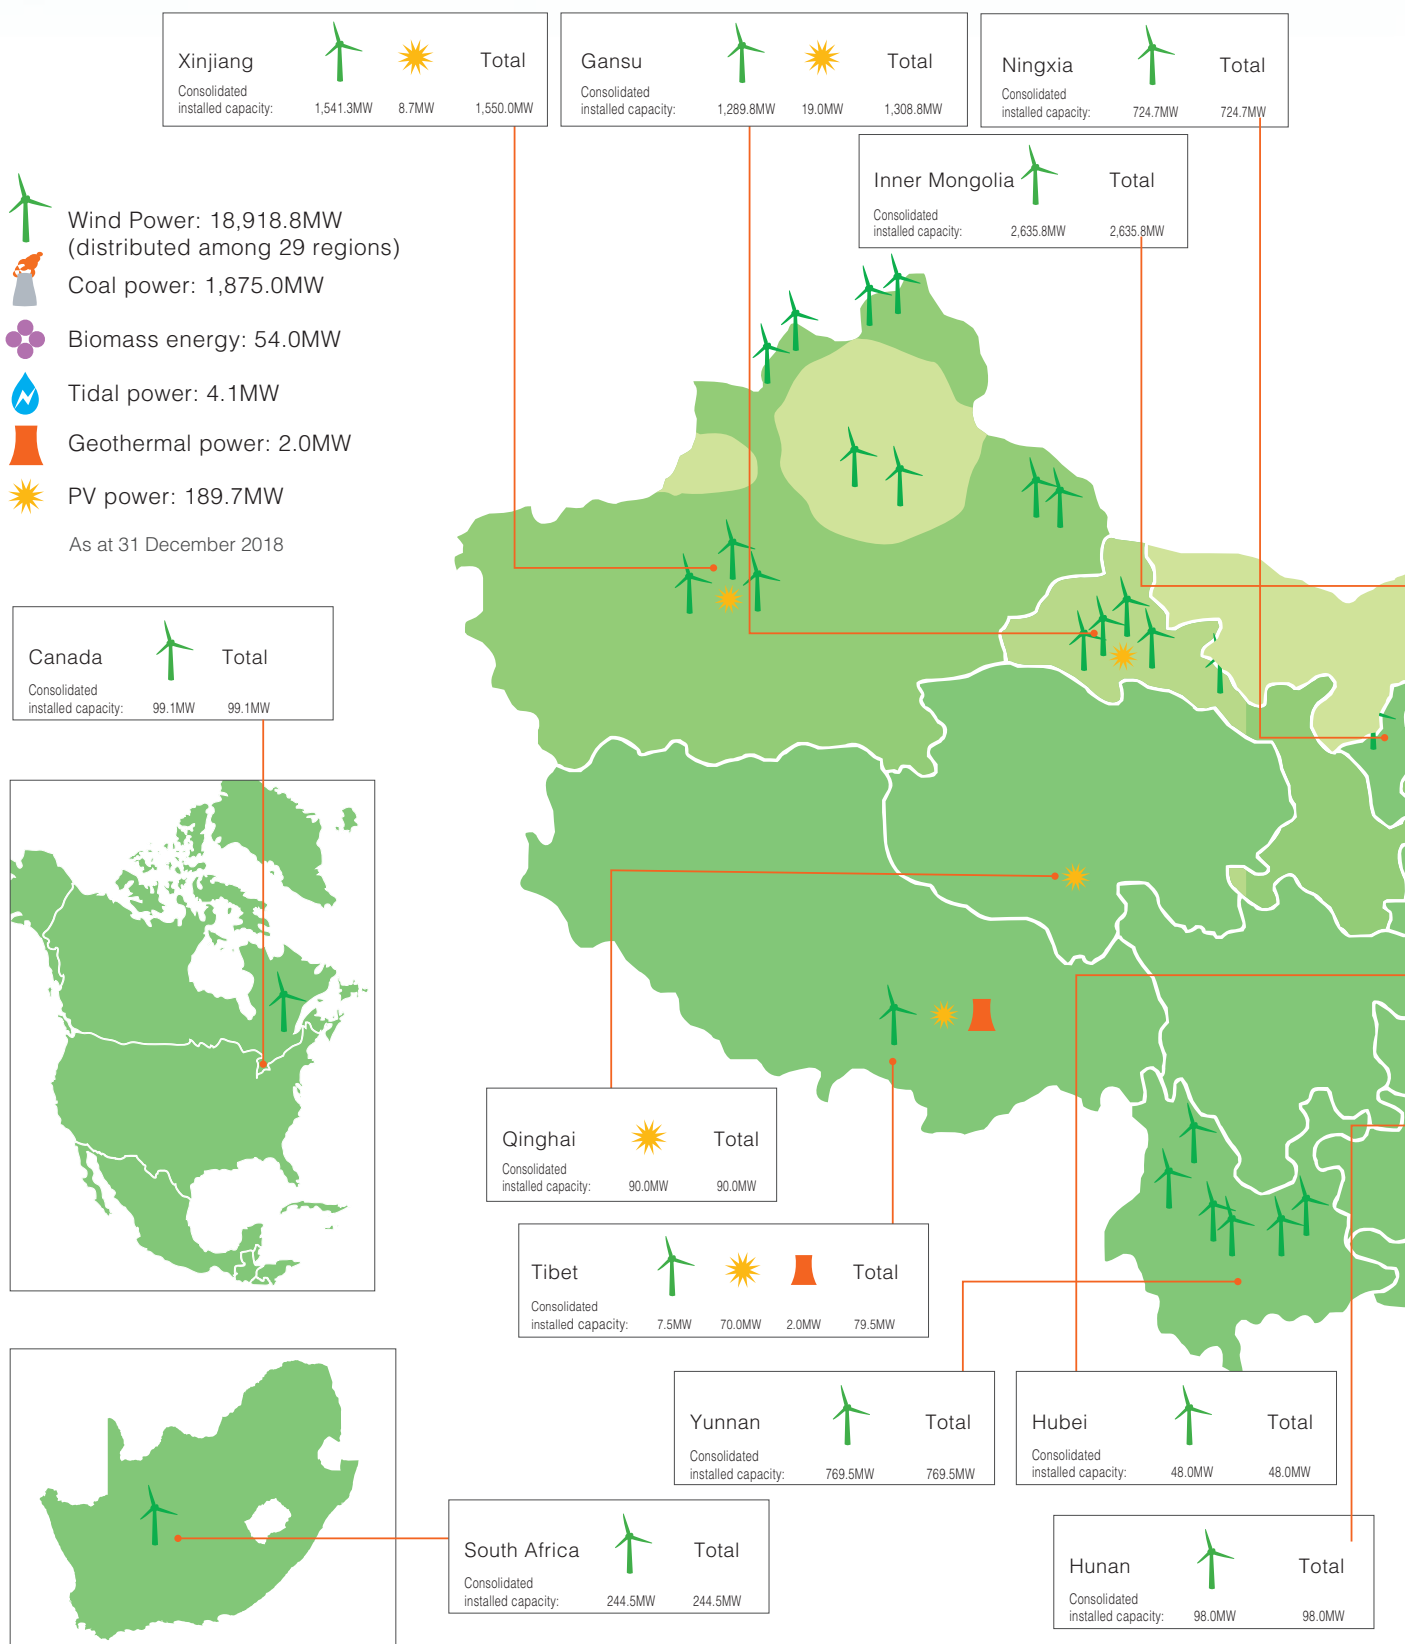 Xinjiang Total
Consolidated
installed capacity: 1,541.3MW 8.7MW 1,550.0MW
Gansu Total
Consolidated
installed capacity: 1,289.8MW 19.0MW 1,308.8MW
Ningxia Total
Consolidated
installed capacity: 724.7MW 724.7MW
Inner Mongolia Total
Consolidated
installed capacity: 2,635.8MW 2,635.8MW
Wind Power: 18,918.8MW
(distributed among 29 regions)
Coal power: 1,875.0MW
Biomass energy: 54.0MW
Tidal power: 4.1MW
Geothermal power: 2.0MW
PV power: 189.7MW
As at 31 December 2018
Canada Total
Consolidated
installed capacity: 99.1MW 99.1MW
Qinghai Total
Consolidated
installed capacity: 90.0MW 90.0MW
Tibet Total
Consolidated
installed capacity: 7.5MW 70.0MW 2.0MW 79.5MW
Yunnan Total
Consolidated
installed capacity: 769.5MW 769.5MW
Hubei Total
Consolidated
installed capacity: 48.0MW 48.0MW
South Africa Total
Consolidated
installed capacity: 244.5MW 244.5MW
Hunan Total
Consolidated
installed capacity: 98.0MW 98.0MW